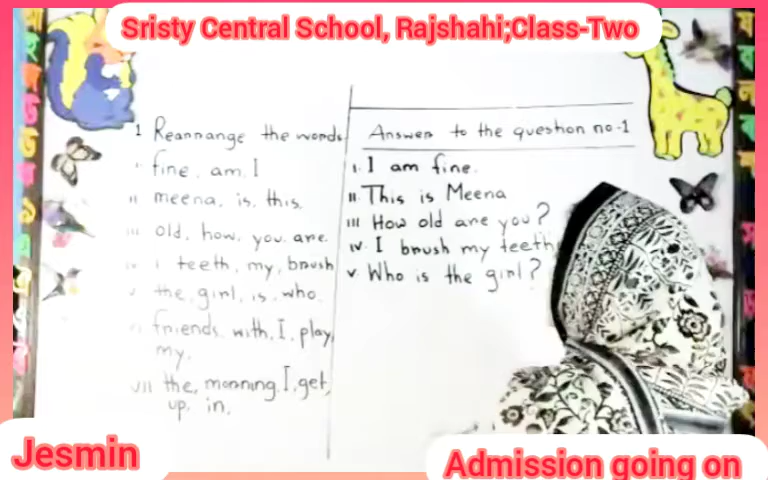 Sristy Central School, Rajshahi;Class-Two
1 Rearrange the words
i. fine, am, I
ii meena, is, this,
iii old, how, you, are.
iv I teeth, my, brush
v the, girl, is, who
vi friends, with, I, play,
my.
vii the, morning, I, get,
up, in,
Answer to the question no-1
i. I am fine.
ii. This is Meena
iii How old are you?
iv. I brush my teeth
v. Who is the girl?
Jesmin
Admission going on